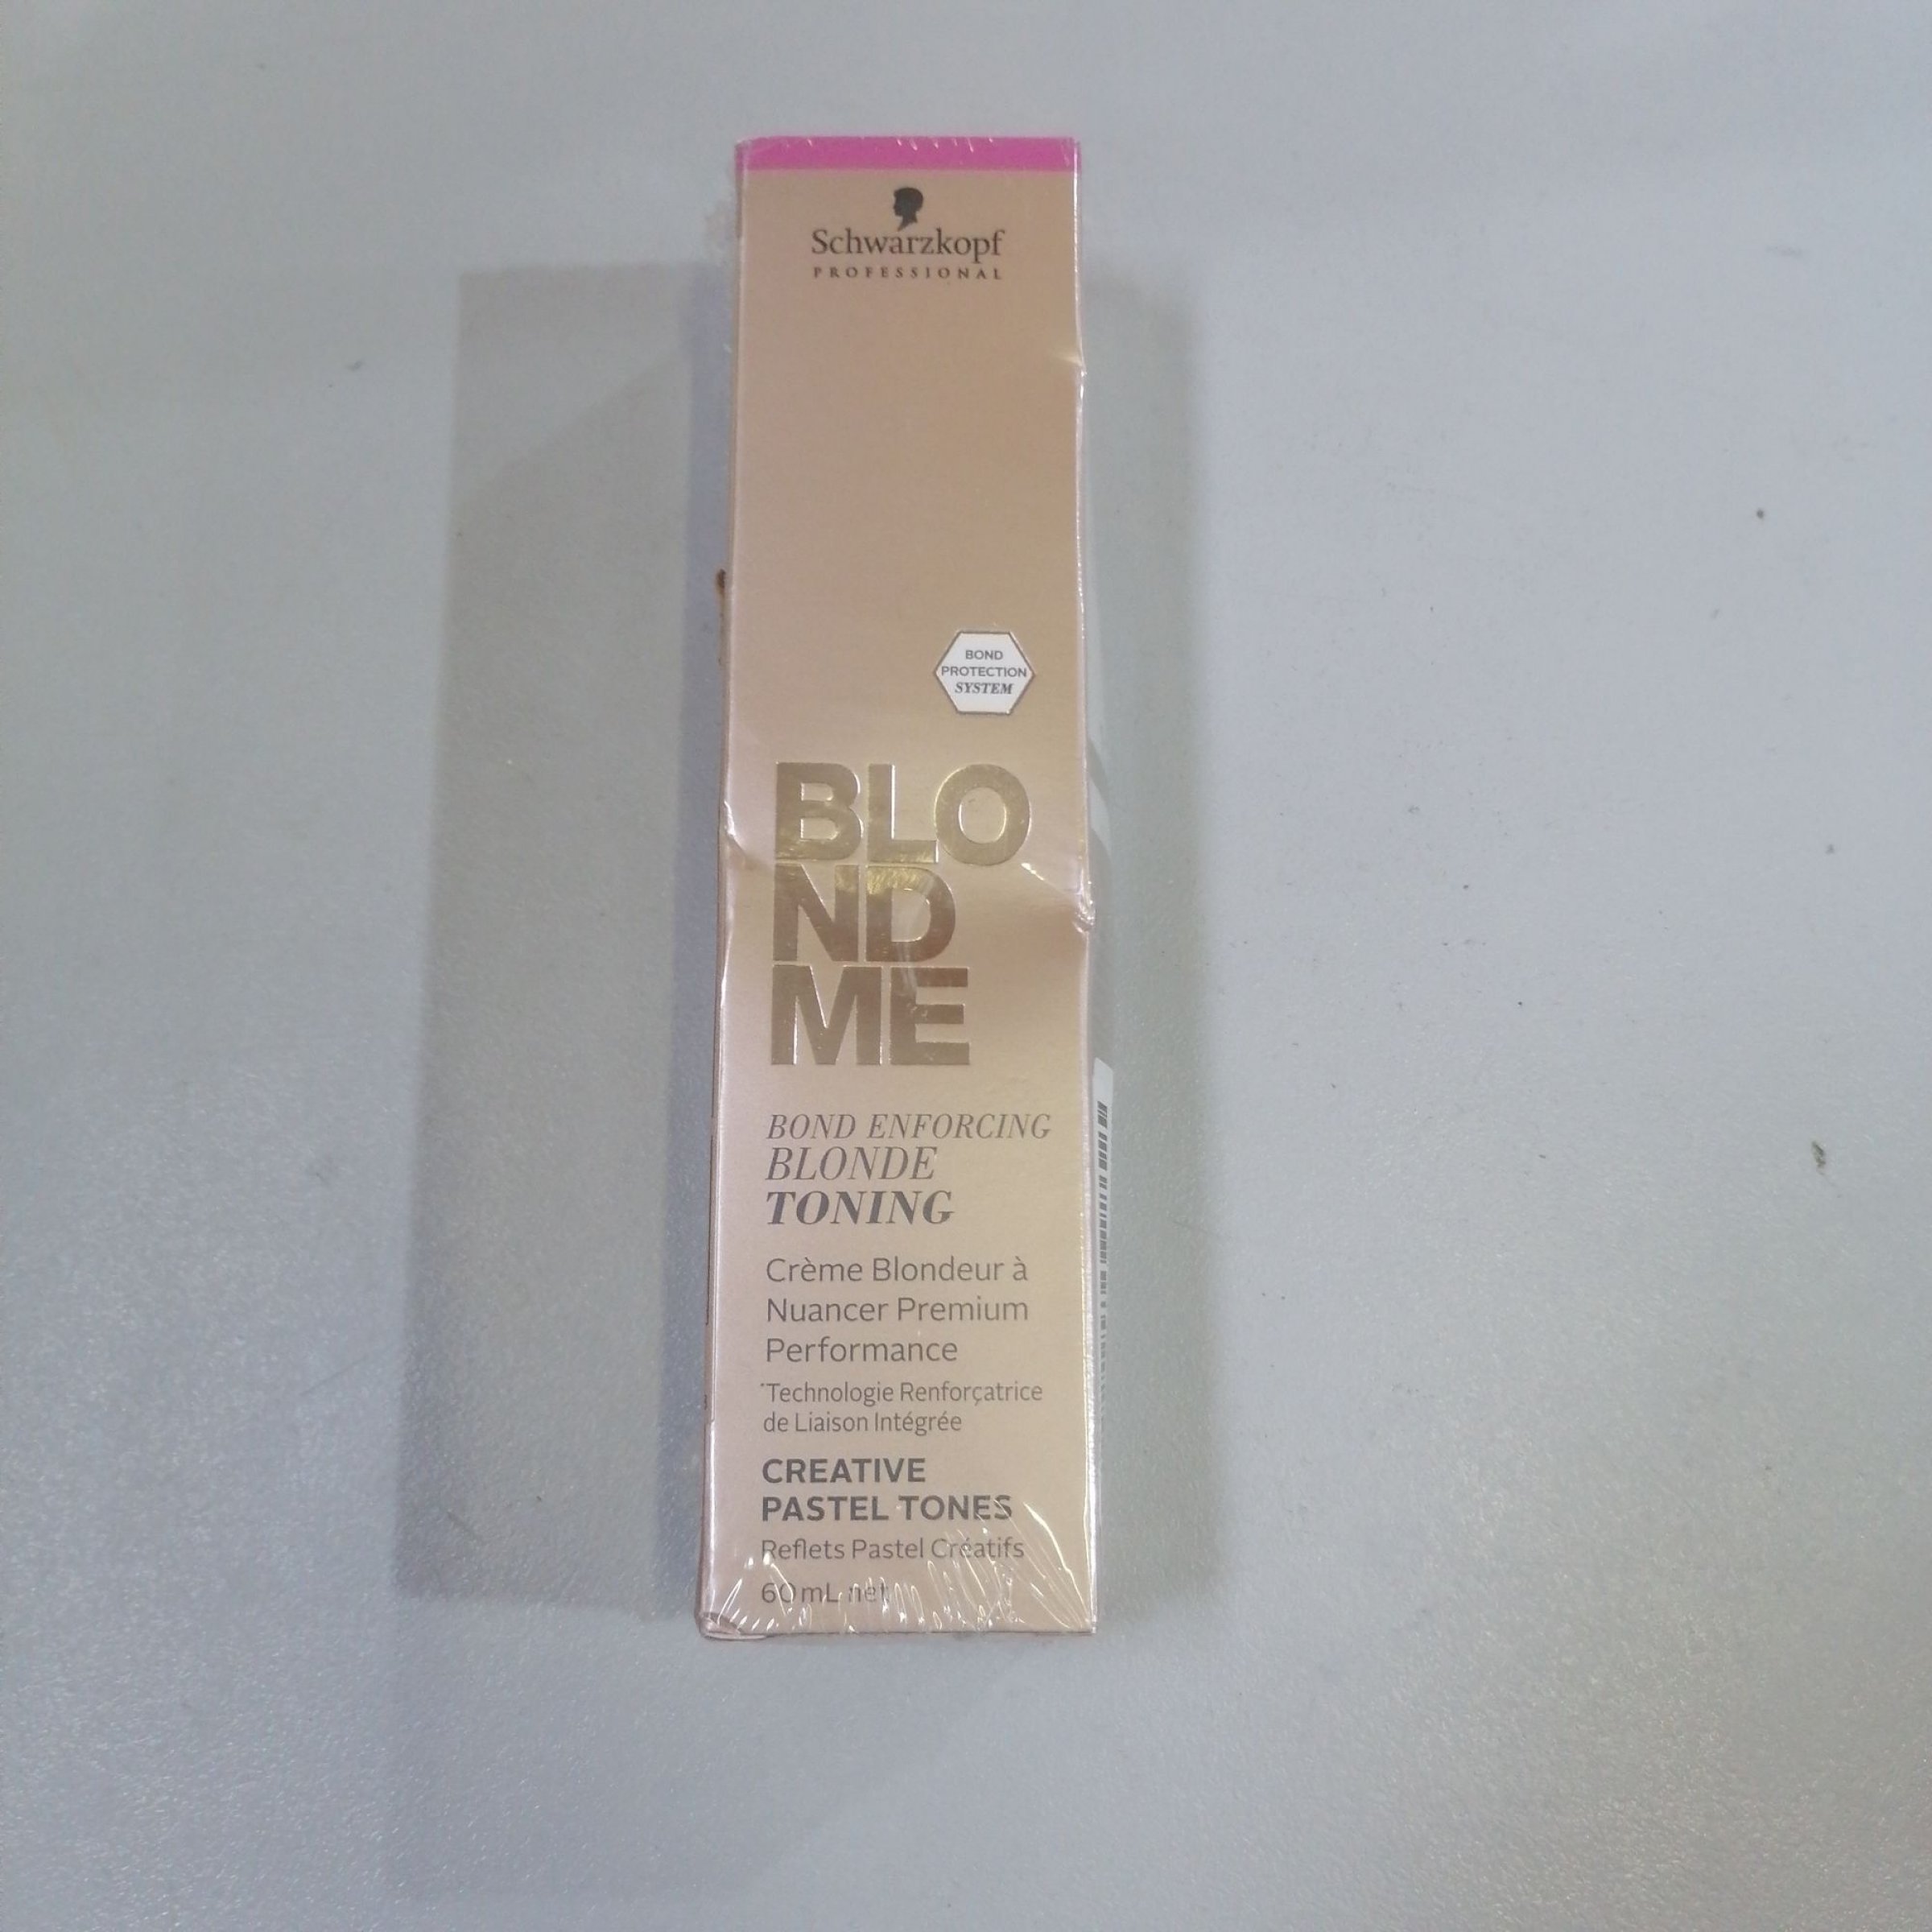 Schwarzkopf
PROFESSIONAL
BOND
PROTECTION
SYSTEM
BLO
ND
ME
BOND ENFORCING
BLONDE
TONING
Crème Blondeur à
Nuancer Premium
Performance
*Technologie Renforçatrice
de Liaison Intégrée
CREATIVE
PASTEL TONES
Reflets Pastel Créatifs
60 mL net